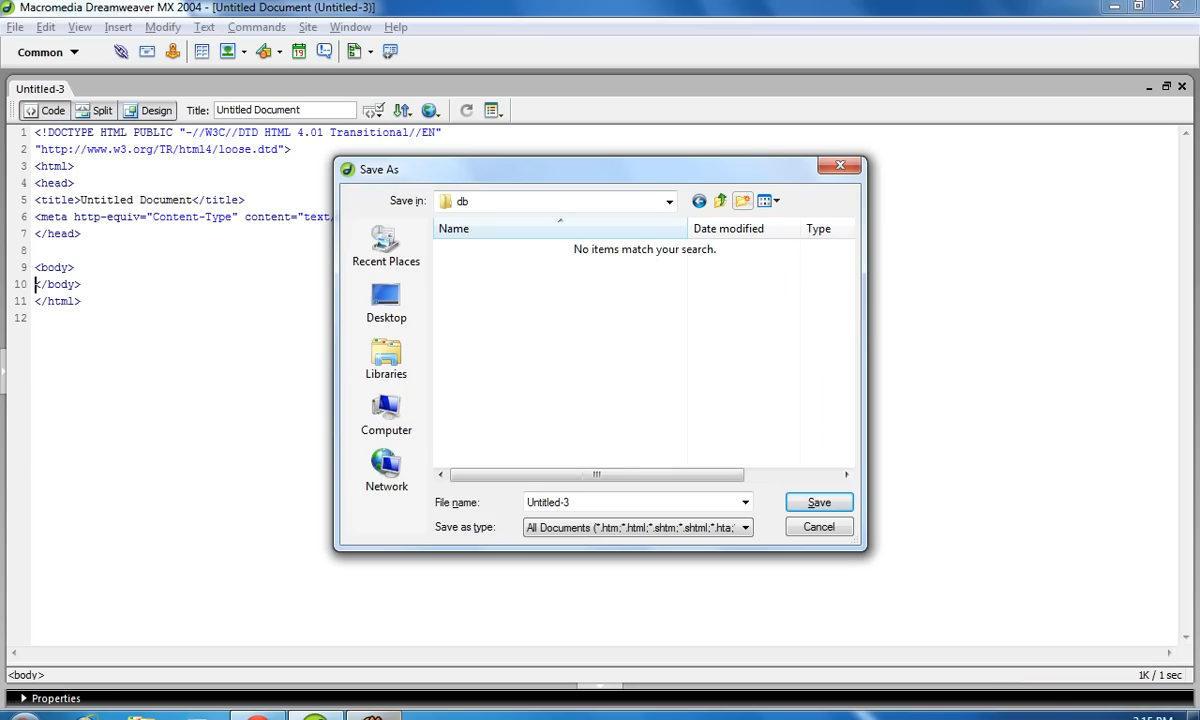 Macromedia Dreamweaver MX 2004 - [Untitled Document (Untitled-3)]
File Edit View Insert Modify Text Commands Site Window Help
Common
Untitled-3
Code Split Design Title: Untitled Document
1 <!DOCTYPE HTML PUBLIC "-//W3C//DTD HTML 4.01 Transitional//EN"
2 "http://www.w3.org/TR/html4/loose.dtd">
3 <html>
4 <head>
5 <title>Untitled Document</title>
6 <meta http-equiv="Content-Type" content="text/
7 </head>
8
9 <body>
10 </body>
11 </html>
12
Save As
Save in: db
Name Date modified Type
No items match your search.
Recent Places
Desktop
Libraries
Computer
Network
File name: Untitled-3 Save
Save as type: All Documents (*.htm;*.html;*.shtm;*.shtml;*.hta; Cancel
<body> 1K / 1 sec
Properties